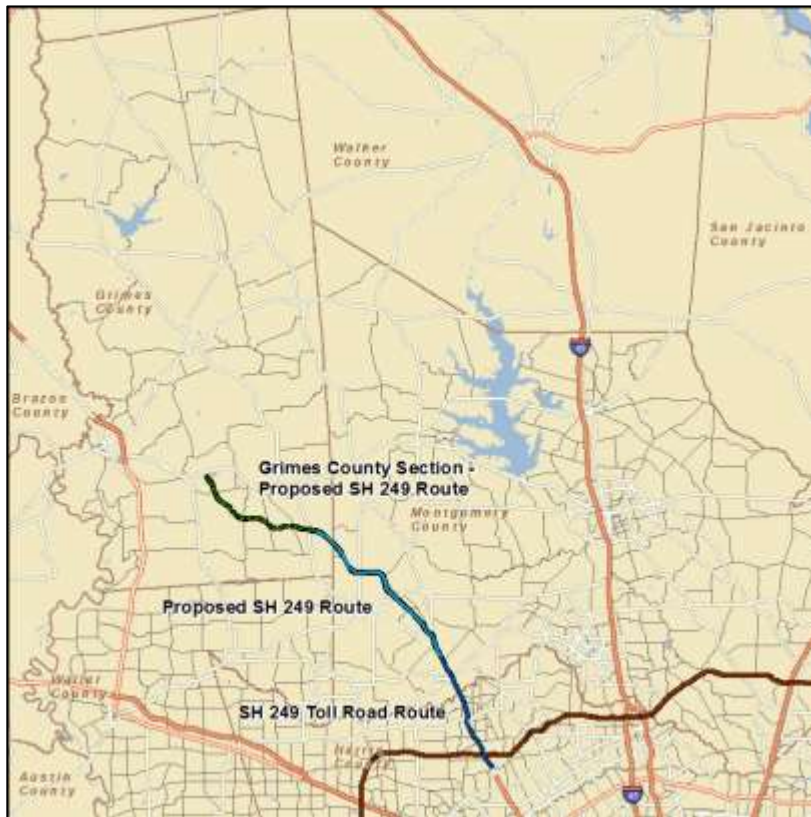 Walker
County
San Jacinto
County
Grimes
County
45
Brazos
County
Grimes County Section -
Proposed SH 249 Route
Montgomery
County
Proposed SH 249 Route
Waller
County
SH 249 Toll Road Route
Harris
County
Austin
County
45